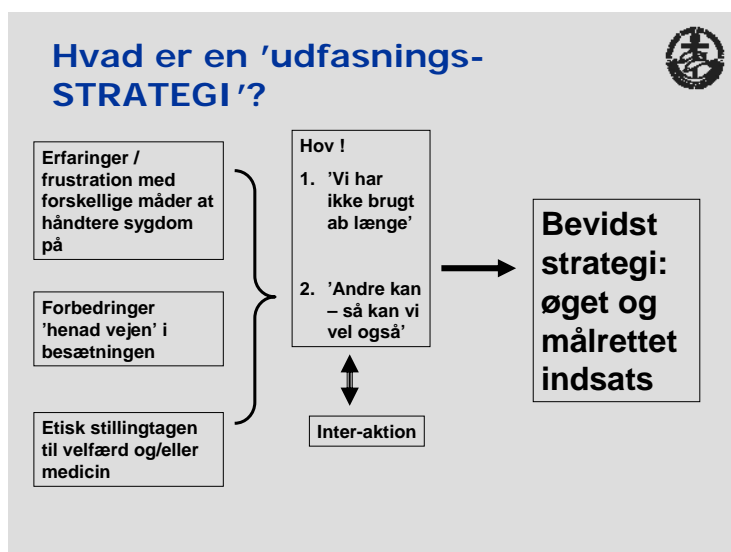 Hvad er en ’udfasnings-
STRATEGI’?
Erfaringer /
frustration med
forskellige måder at
håndtere sygdom
på
Forbedringer
’henad vejen’ i
besætningen
Etisk stillingtagen
til velfærd og/eller
medicin
Hov !
1. ’Vi har
ikke brugt
ab længe’
2. ’Andre kan
– så kan vi
vel også’
Inter-aktion
Bevidst
strategi:
øget og
målrettet
indsats